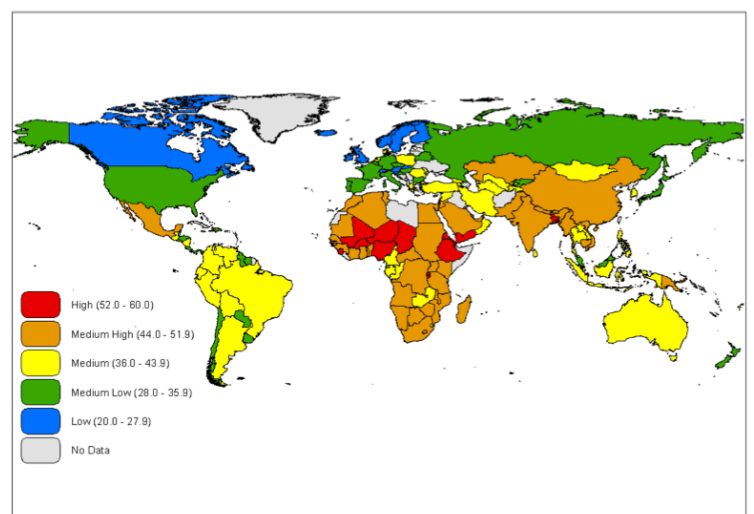 High (52.0 - 60.0)
Medium High (44.0 - 51.9)
Medium (36.0 - 43.9)
Medium Low (28.0 - 35.9)
Low (20.0 - 27.9)
No Data